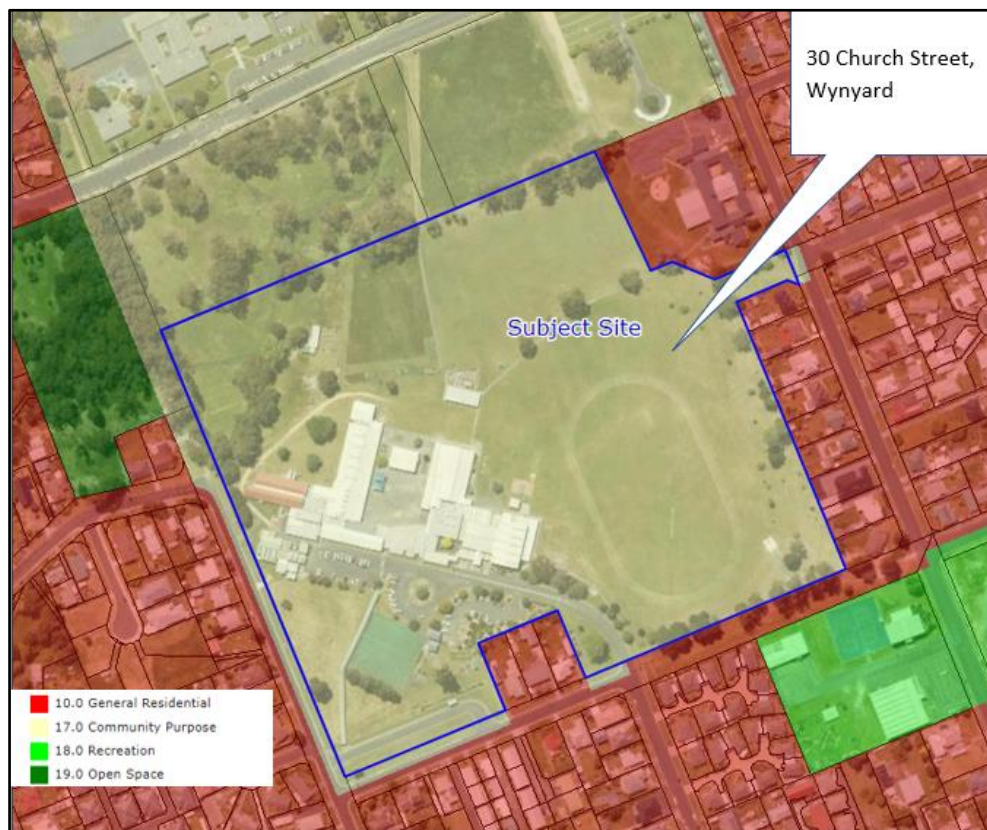 30 Church Street,
Wynyard
Subject Site
10.0 General Residential
17.0 Community Purpose
18.0 Recreation
19.0 Open Space